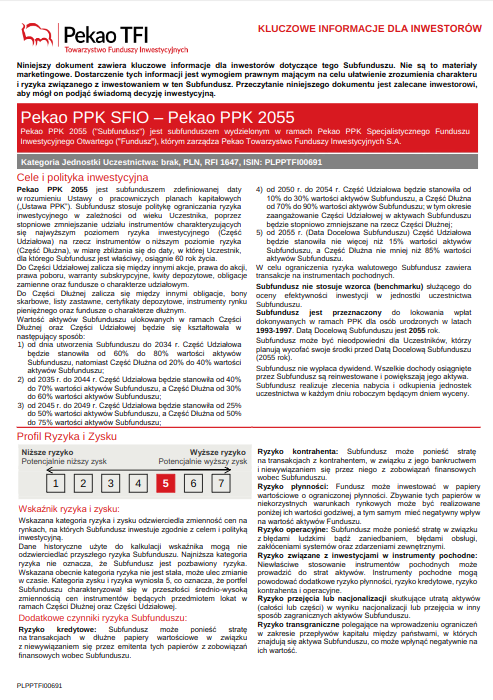 Pekao TFI
Towarzystwo Funduszy Inwestycyjnych
KLUCZOWE INFORMACJE DLA INWESTORÓW
Niniejszy dokument zawiera kluczowe informacje dla inwestorów dotyczące tego Subfunduszu. Nie są to materiały
marketingowe. Dostarczenie tych informacji jest wymogiem prawnym mającym na celu ułatwienie zrozumienia charakteru
i ryzyka związanego z inwestowaniem w ten Subfundusz. Przeczytanie niniejszego dokumentu jest zalecane inwestorowi,
aby mógł on podjąć świadomą decyzję inwestycyjną.
Pekao PPK SFIO – Pekao PPK 2055
Pekao PPK 2055 ("Subfundusz") jest subfunduszem wydzielonym w ramach Pekao PPK Specjalistycznego Funduszu
Inwestycyjnego Otwartego ("Fundusz"), którym zarządza Pekao Towarzystwo Funduszy Inwestycyjnych S.A.
Kategoria Jednostki Uczestnictwa: brak, PLN, RFI 1647, ISIN: PLPPTFI00691
Cele i polityka inwestycyjna
Pekao PPK 2055 jest subfunduszem zdefiniowanej daty
w rozumieniu Ustawy o pracowniczych planach kapitałowych
(„Ustawa PPK"). Subfundusz stosuje politykę ograniczania ryzyka
inwestycyjnego w zależności od wieku Uczestnika, poprzez
stopniowe zmniejszanie udziału instrumentów charakteryzujących
się najwyższym poziomem ryzyka inwestycyjnego (Część
Udziałowa) na rzecz instrumentów o niższym poziomie ryzyka
(Część Dłużna), w miarę zbliżania się do daty, w której Uczestnik,
dla którego Subfundusz jest właściwy, osiągnie 60 rok życia.
Do Części Udziałowej zalicza się między innymi akcje, prawa do akcji,
prawa poboru, warranty subskrypcyjne, kwity depozytowe, obligacje
zamienne oraz fundusze o charakterze udziałowym.
Do Części Dłużnej zalicza się między innymi obligacje, bony
skarbowe, listy zastawne, certyfikaty depozytowe, instrumenty rynku
pieniężnego oraz fundusze o charakterze dłużnym.
Wartość aktywów Subfunduszu ulokowanych w ramach Części
Dłużnej oraz Części Udziałowej będzie się kształtowała w
następujący sposób:
1) od dnia utworzenia Subfunduszu do 2034 r. Część Udziałowa
będzie stanowiła od 60% do 80% wartości aktywów
Subfunduszu, natomiast Część Dłużna od 20% do 40% wartości
aktywów Subfunduszu;
2) od 2035 r. do 2044 r. Część Udziałowa będzie stanowiła od 40%
do 70% wartości aktywów Subfunduszu, a Część Dłużna od 30%
do 60% wartości aktywów Subfunduszu;
3) od 2045 r. do 2049 r. Część Udziałowa będzie stanowiła od 25%
do 50% wartości aktywów Subfunduszu, a Część Dłużna od 50%
do 75% wartości aktywów Subfunduszu;
4) od 2050 r. do 2054 r. Część Udziałowa będzie stanowiła od
10% do 30% wartości aktywów Subfunduszu, a Część Dłużna
od 70% do 90% wartości aktywów Subfunduszu; w tym okresie
zaangażowanie Części Udziałowej w aktywach Subfunduszu
będzie stopniowo zmniejszane na rzecz Części Dłużnej;
5) od 2055 r. (Data Docelowa Subfunduszu) Część Udziałowa
będzie stanowiła nie więcej niż 15% wartości aktywów
Subfunduszu, a Część Dłużna nie mniej niż 85% wartości
aktywów Subfunduszu.
W celu ograniczenia ryzyka walutowego Subfundusz zawiera
transakcje na instrumentach pochodnych.
Subfundusz nie stosuje wzorca (benchmarku) służącego do
oceny efektywności inwestycji w jednostki uczestnictwa
Subfunduszu.
Subfundusz jest przeznaczony do lokowania wpłat
dokonywanych w ramach PPK dla osób urodzonych w latach
1993-1997. Datą Docelową Subfunduszu jest 2055 rok.
Subfundusz może być nieodpowiedni dla Uczestników, którzy
planują wycofać swoje środki przed Datą Docelową Subfunduszu
(2055 rok).
Subfundusz nie wypłaca dywidend. Wszelkie dochody osiągnięte
przez Subfundusz są reinwestowane i powiększają jego aktywa.
Subfundusz realizuje zlecenia nabycia i odkupienia jednostek
uczestnictwa w każdym dniu roboczym będącym dniem wyceny.
Profil Ryzyka i Zysku
Niższe ryzyko Wyższe ryzyko
Potencjalnie niższy zysk Potencjalnie wyższy zysk
1 2 3 4 5 6 7
Wskaźnik ryzyka i zysku:
Wskazana kategoria ryzyka i zysku odzwierciedla zmienność cen na
rynkach, na których Subfundusz inwestuje zgodnie z celem i polityką
inwestycyjną.
Dane historyczne użyte do kalkulacji wskaźnika mogą nie
odzwierciedlać przyszłego ryzyka Subfunduszu. Najniższa kategoria
ryzyka nie oznacza, że Subfundusz jest pozbawiony ryzyka.
Wskazana obecnie kategoria ryzyka nie jest stała, może ulec zmianie
w czasie. Kategoria zysku i ryzyka wyniosła 5, co oznacza, że portfel
Subfunduszu charakteryzował się w przeszłości średnio-wysoką
zmiennością cen instrumentów będących przedmiotem lokat w
ramach Części Dłużnej oraz Części Udziałowej.
Dodatkowe czynniki ryzyka Subfunduszu:
Ryzyko kredytowe: Subfundusz może ponieść stratę
na transakcjach w dłużne papiery wartościowe w związku
z niewywiązaniem się przez emitenta tych papierów z zobowiązań
finansowych wobec Subfunduszu.
Ryzyko kontrahenta: Subfundusz może ponieść stratę
na transakcjach z kontrahentem, w związku z jego bankructwem
i niewywiązaniem się przez niego z zobowiązań finansowych
wobec Subfunduszu.
Ryzyko płynności: Fundusz może inwestować w papiery
wartościowe o ograniczonej płynności. Zbywanie tych papierów w
niekorzystnych warunkach rynkowych może być realizowane
poniżej ich wartości godziwej, a tym samym mieć negatywny wpływ
na wartość aktywów Funduszu.
Ryzyko operacyjne: Subfundusz może ponieść stratę w związku
z błędami ludzkimi bądź zaniedbaniem, błędami obsługi,
zakłóceniami systemów oraz zdarzeniami zewnętrznymi.
Ryzyko związane z inwestycjami w instrumenty pochodne:
Niewłaściwe stosowanie instrumentów pochodnych może
prowadzić do strat aktywów. Instrumenty pochodne mogą
powodować dodatkowe ryzyko płynności, ryzyko kredytowe, ryzyko
kontrahenta i operacyjne.
Ryzyko przejęcia lub nacjonalizacji skutkujące utratą aktywów
(całości lub części) w wyniku nacjonalizacji lub przejęcia w inny
sposób zagranicznych aktywów Subfunduszu.
Ryzyko transgraniczne polegające na wprowadzeniu ograniczeń
w zakresie przepływów kapitału między państwami, w których
znajdują się aktywa Subfunduszu, co może wpłynąć negatywnie na
ich wartość.
PLPPTFI00691